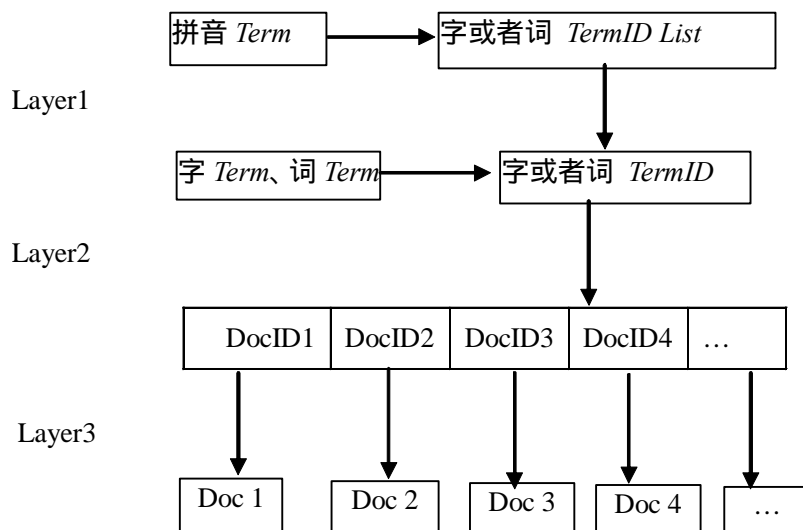 拼音 Term
字或者词 TermID List
Layer1
字 Term、词 Term
字或者词 TermID
Layer2
DocID1 DocID2 DocID3 DocID4 …
Layer3
Doc 1 Doc 2 Doc 3 Doc 4 …